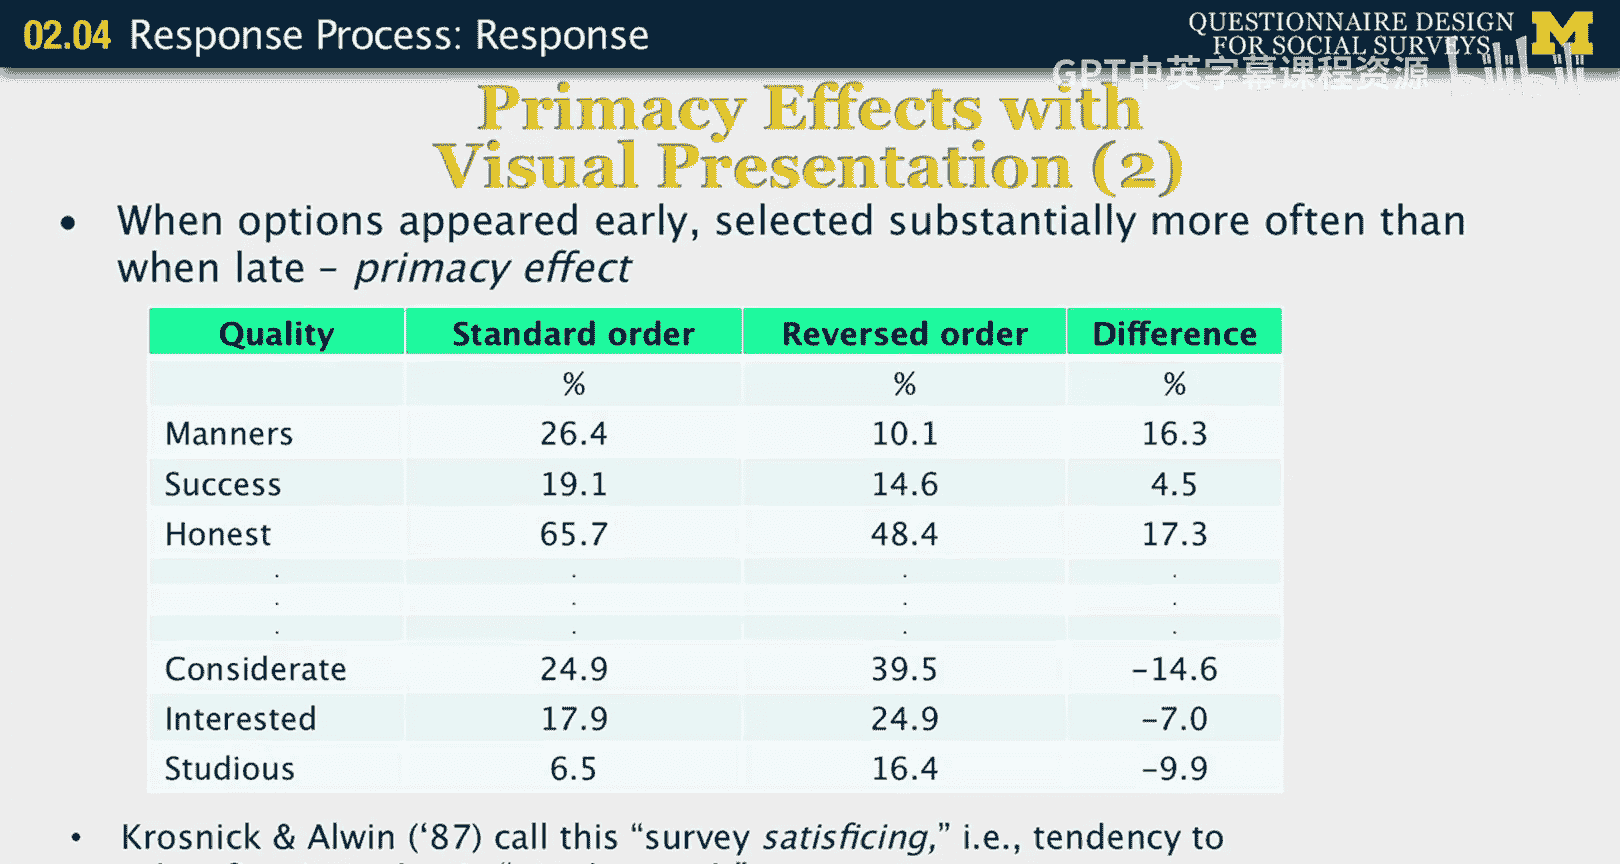 02.04 Response Process: Response
QUESTIONNAIRE DESIGN
FOR SOCIAL SURVEYS
M
GPT中英字幕课程资源 bilibili
Primacy Effects with
Visual Presentation (2)
• When options appeared early, selected substantially more often than
when late – primacy effect
Quality Standard order Reversed order Difference
% % %
Manners 26.4 10.1 16.3
Success 19.1 14.6 4.5
Honest 65.7 48.4 17.3
. . . .
. . . .
. . . .
Considerate 24.9 39.5 –14.6
Interested 17.9 24.9 –7.0
Studious 6.5 16.4 –9.9
• Krosnick & Alwin (‘87) call this “survey satisficing,” i.e., tendency to